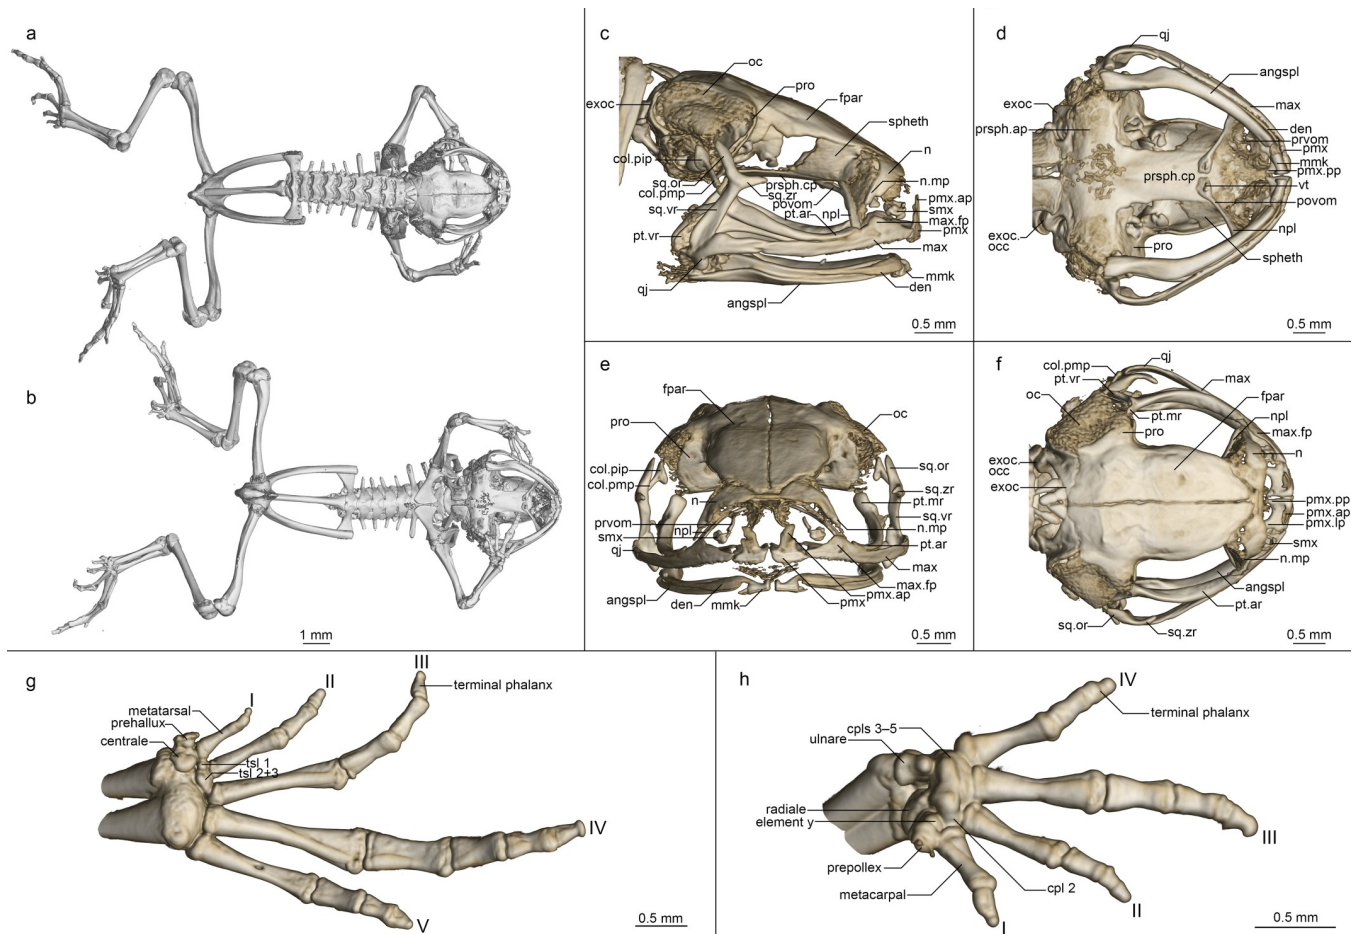 a
b
1 mm
c
oc
pro
exoc
fpar
spheth
n
col.pip
sq.or
col.pmp
prsph.cp
sq.zr
povom
n.mp
pmx.ap
sq.vr
pt.ar
npl
smx
max.fp
pmx
pt.vr
max
qj
mmk
den
angspl
0.5 mm
d
qj
angspl
max
exoc
prsph.ap
den
prvom
pmx
mmk
pmx.pp
prsph.cp
vt
povom
exoc.
occ
pro
npl
spheth
0.5 mm
e
fpar
pro
oc
col.pip
sq.or
col.pmp
sq.zr
pt.mr
n
sq.vr
prvom
npl
n.mp
smx
pt.ar
qj
max
max.fp
angspl
den
mmk
pmx
pmx.ap
0.5 mm
f
col.pmp
qj
pt.vr
max
oc
fpar
pt.mr
npl
pro
max.fp
n
exoc.
occ
exoc
pmx.pp
pmx.ap
pmx.lp
smx
n.mp
angspl
pt.ar
sq.or
sq.zr
0.5 mm
g
I
II
III
terminal phalanx
metatarsal
prehallux
centrale
tsl 1
tsl 2+3
IV
V
0.5 mm
h
IV
terminal phalanx
cpls 3–5
ulnare
radiale
element y
III
prepollex
metacarpal
cpl 2
II
I
0.5 mm